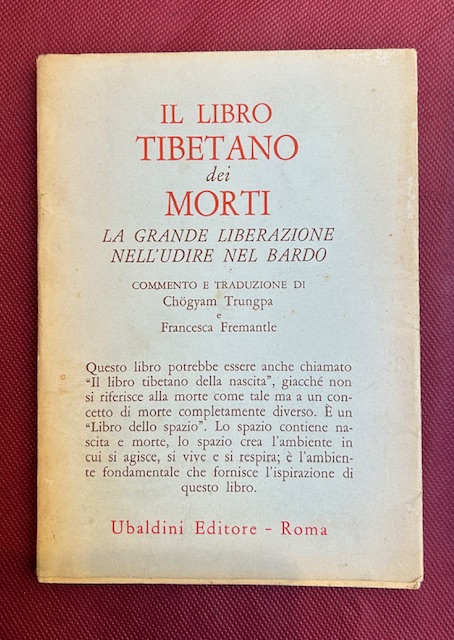 IL LIBRO
TIBETANO
dei
MORTI
LA GRANDE LIBERAZIONE
NELL'UDIRE NEL BARDO
COMMENTO E TRADUZIONE DI
Chögyam Trungpa
e
Francesca Fremantle
Questo libro potrebbe essere anche chiamato
"Il libro tibetano della nascita", giacché non
si riferisce alla morte come tale ma a un con-
cetto di morte completamente diverso. È un
"Libro dello spazio". Lo spazio contiene na-
scita e morte, lo spazio crea l'ambiente in
cui si agisce, si vive e si respira; è l'ambien-
te fondamentale che fornisce l'ispirazione di
questo libro.
Ubaldini Editore - Roma